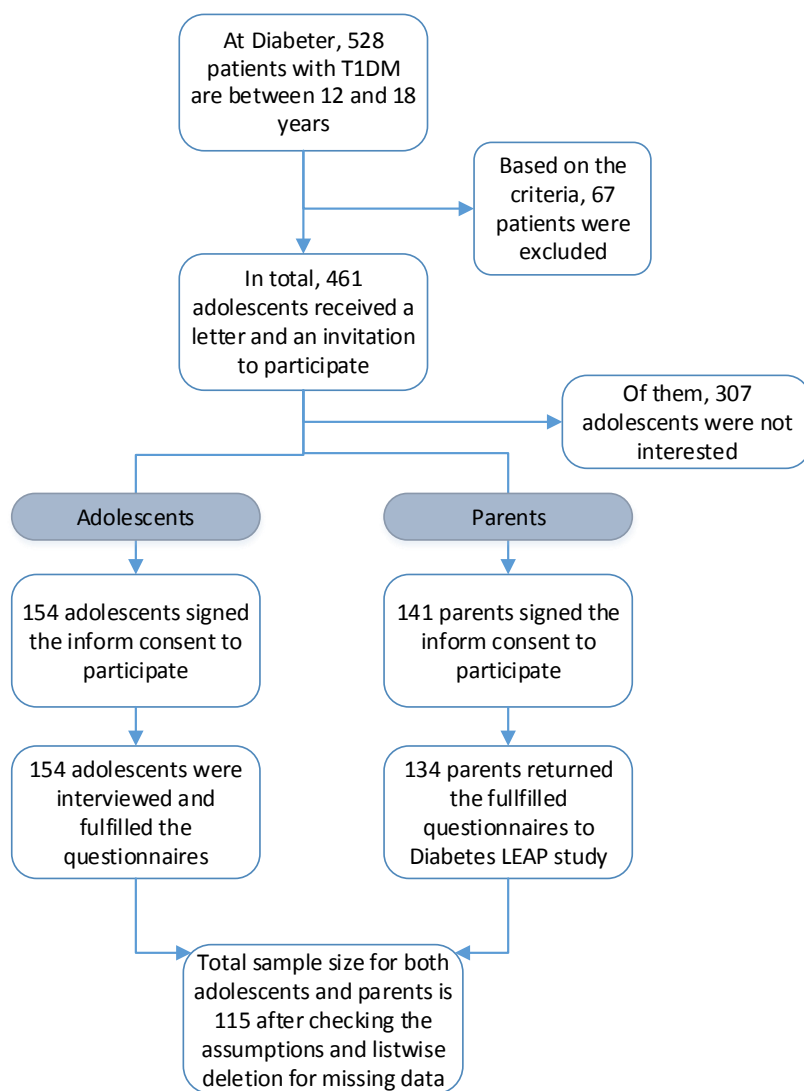 At Diabeter, 528
patients with T1DM
are between 12 and 18
years
Based on the
criteria, 67
patients were
excluded
In total, 461
adolescents received a
letter and an invitation
to participate
Of them, 307
adolescents were not
interested
Adolescents
Parents
154 adolescents signed
the inform consent to
participate
141 parents signed the
inform consent to
participate
154 adolescents were
interviewed and
fulfilled the
questionnaires
134 parents returned
the fullfilled
questionnaires to
Diabetes LEAP study
Total sample size for both
adolescents and parents is
115 after checking the
assumptions and listwise
deletion for missing data